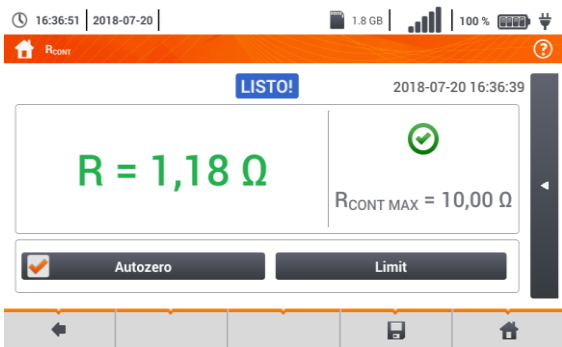 16:36:51 2018-07-20 1.8 GB 100 %
RCONT ?
LISTO! 2018-07-20 16:36:39
R = 1,18 Ω
RCONT MAX = 10,00 Ω
Autozero Limit